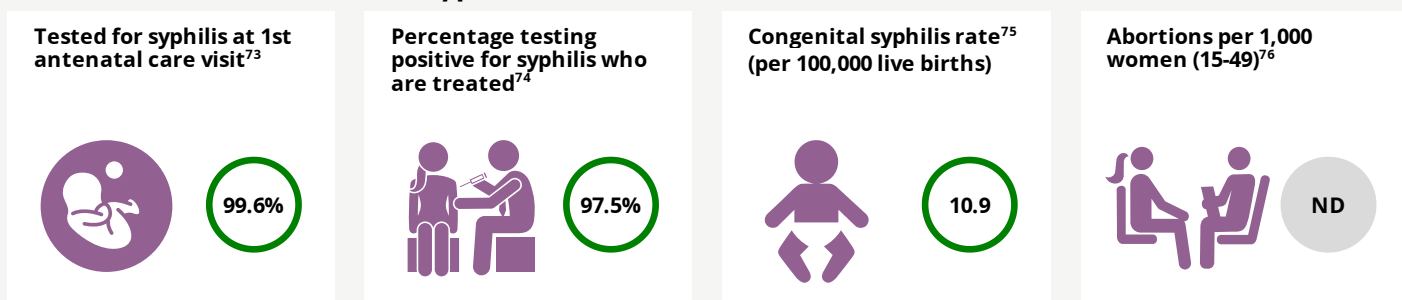 Tested for syphilis at 1st
antenatal care visit73
99.6%
Percentage testing
positive for syphilis who
are treated74
97.5%
Congenital syphilis rate75
(per 100,000 live births)
10.9
Abortions per 1,000
women (15-49)76
ND